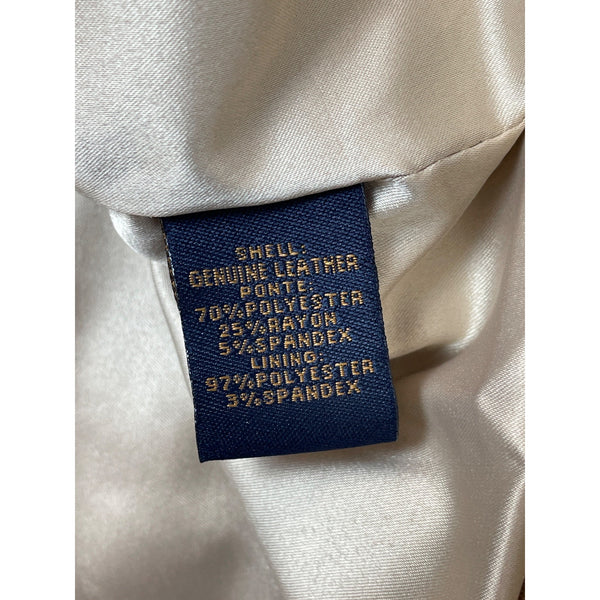 SHELL:
GENUINE LEATHER
PONTE:
70%POLYESTER
25%RAYON
5%SPANDEX
LINING:
97%POLYESTER
3%SPANDEX